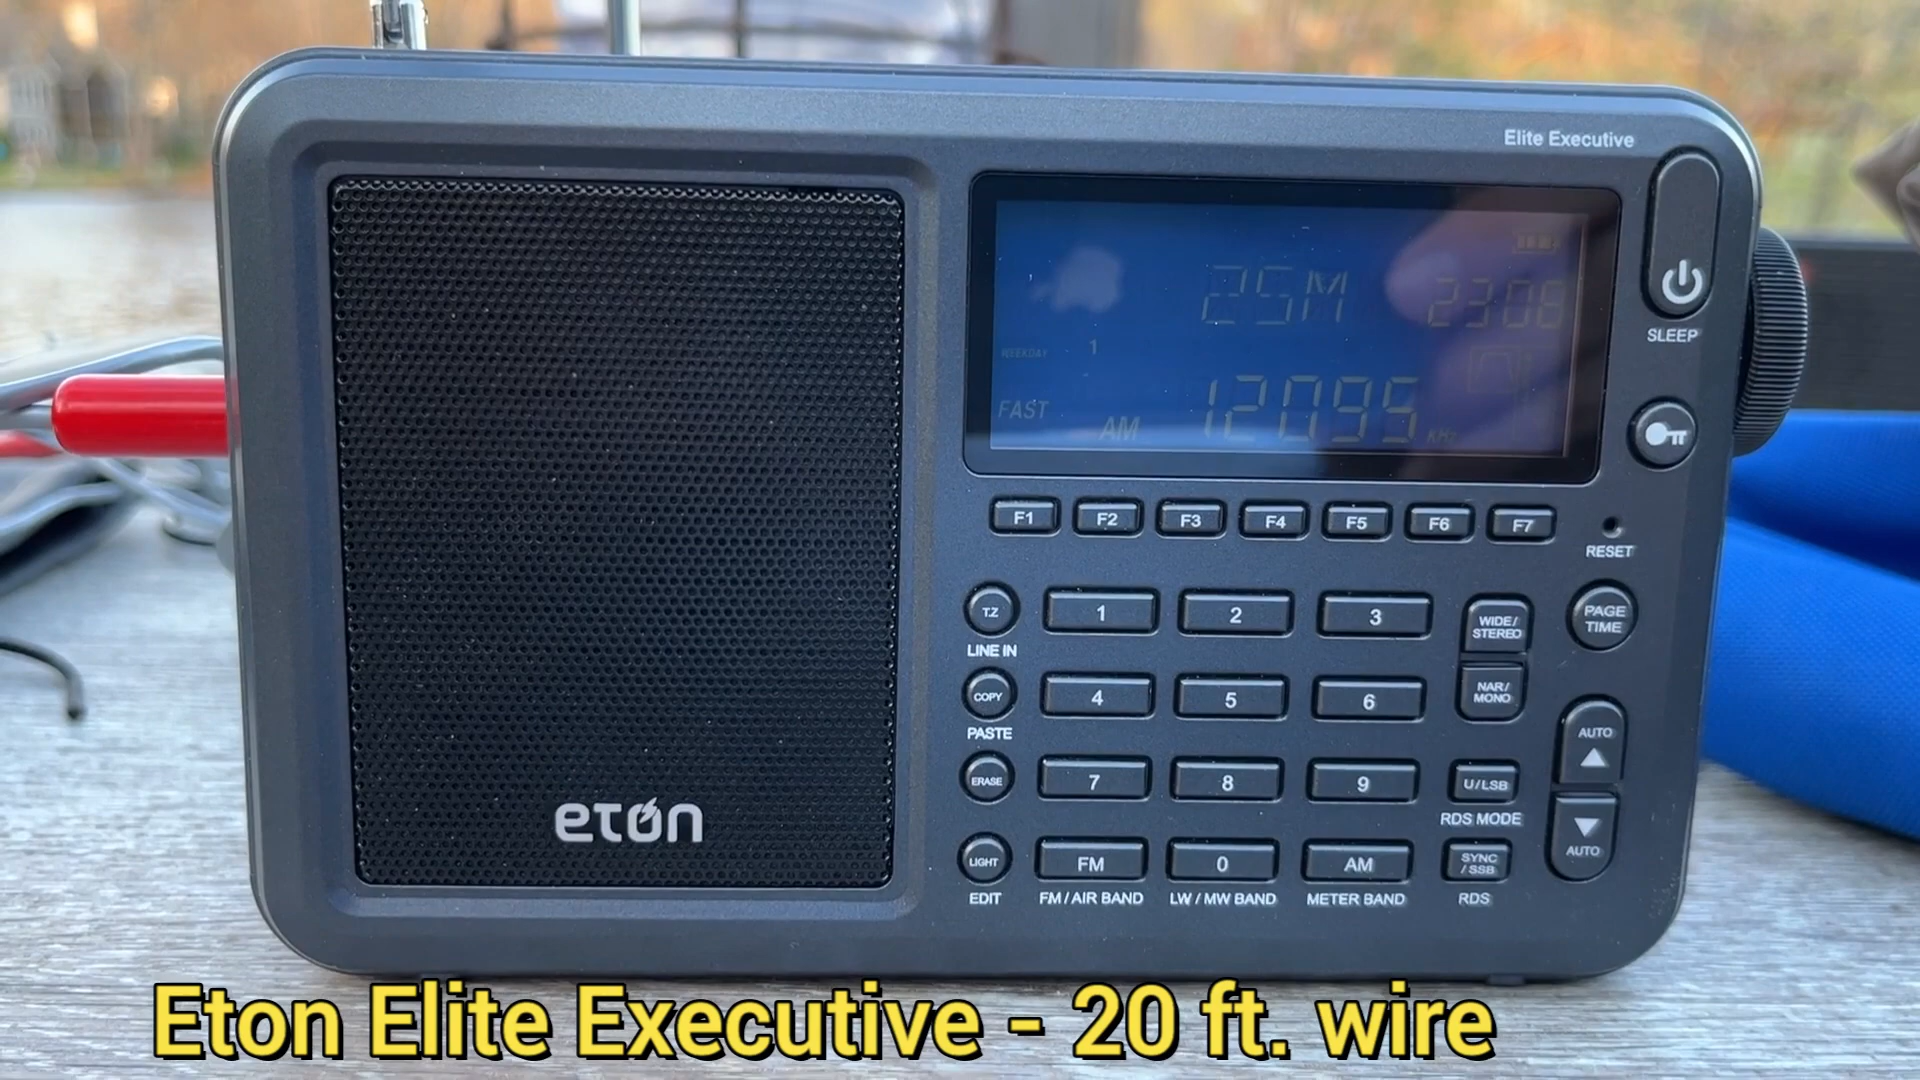 Elite Executive
25M 2308
WEEKDAY 1
FAST AM 12095 KHz
SLEEP
F1 F2 F3 F4 F5 F6 F7
RESET
T.Z 1 2 3 WIDE/
STEREO
PAGE
TIME
LINE IN
COPY 4 5 6 NAR/
MONO
PASTE
AUTO
ERASE 7 8 9 U/LSB
RDS MODE
AUTO
LIGHT FM 0 AM SYNC
/SSB
EDIT FM / AIR BAND LW / MW BAND METER BAND RDS
etón
Eton Elite Executive - 20 ft. wire